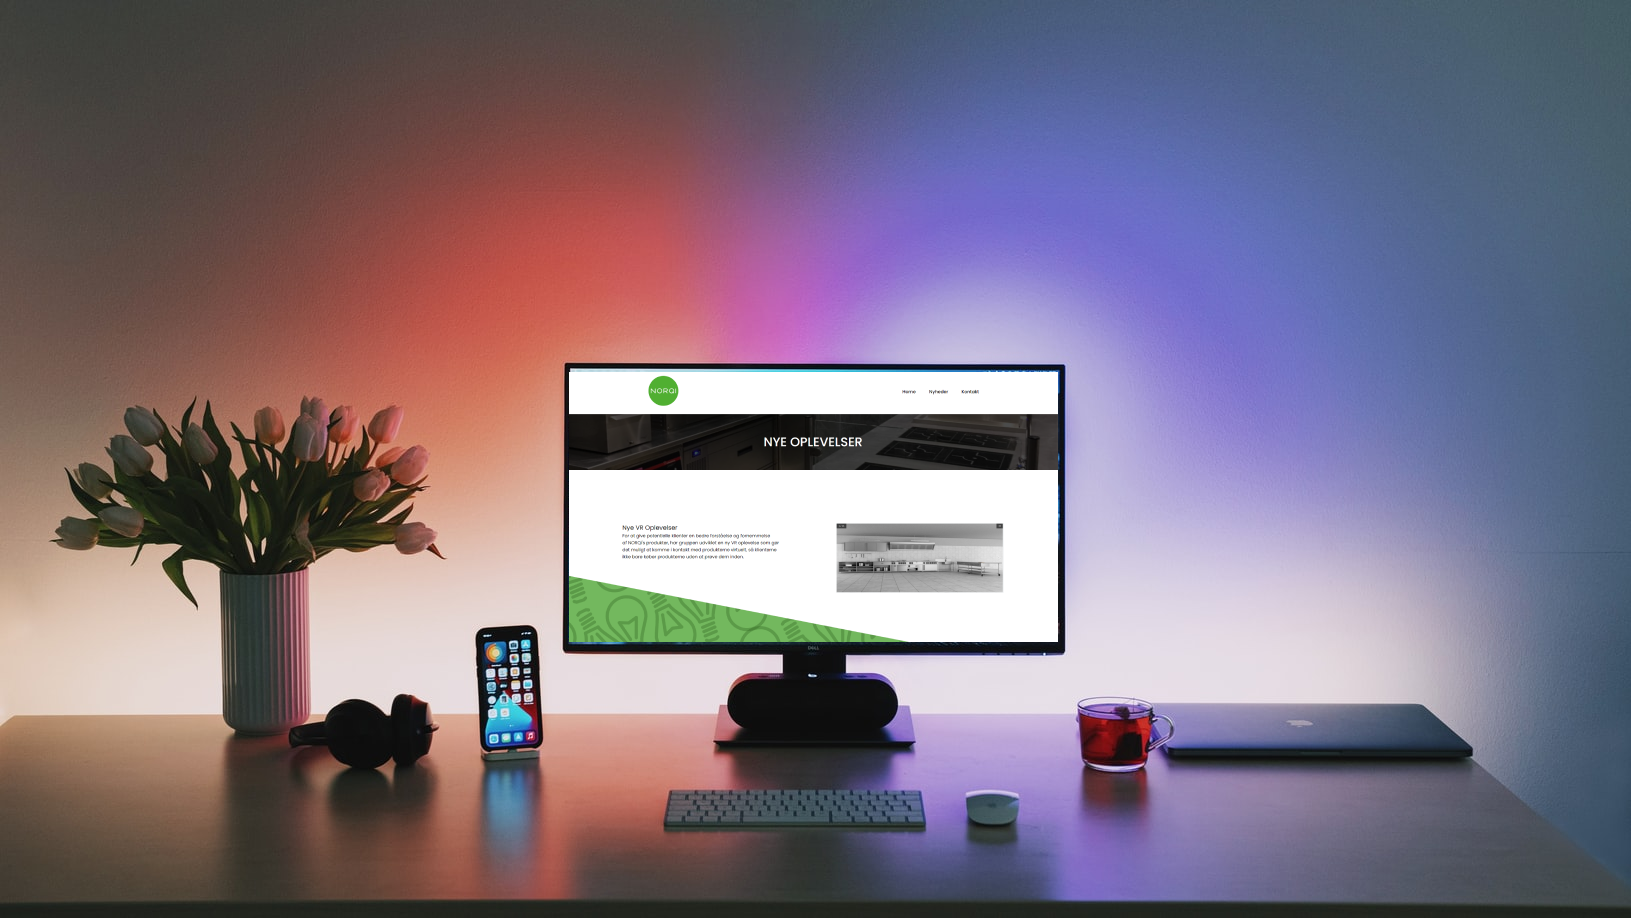 NORQI
Home Nyheder Kontakt
NYE OPLEVELSER
Nye VR Oplevelser
For at give potentielle klienter en bedre forståelse og fornemmelse
af NORQI's produkter, har gruppen udviklet en ny VR oplevelse som gør
det muligt at komme i kontakt med produkterne virtuelt, så klienterne
ikke bare køber produkterne uden at prøve dem inden.
DELL